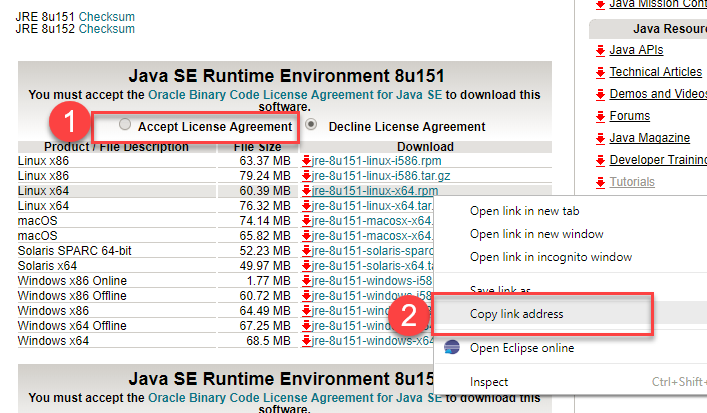 JRE 8u151 Checksum
JRE 8u152 Checksum
Java SE Runtime Environment 8u151
You must accept the Oracle Binary Code License Agreement for Java SE to download this
software.
1
Accept License Agreement Decline License Agreement
Product / File Description File Size Download
Linux x86 63.37 MB jre-8u151-linux-i586.rpm
Linux x86 79.24 MB jre-8u151-linux-i586.tar.gz
Linux x64 60.39 MB jre-8u151-linux-x64.rpm
Linux x64 76.32 MB jre-8u151-linux-x64.tar.
macOS 74.14 MB jre-8u151-macosx-x64.
macOS 65.82 MB jre-8u151-macosx-x64.
Solaris SPARC 64-bit 52.23 MB jre-8u151-solaris-sparc
Solaris x64 49.97 MB jre-8u151-solaris-x64.ta
Windows x86 Online 1.77 MB jre-8u151-windows-i58
Windows x86 Offline 60.72 MB jre-8u151-windows-i58
Windows x86 64.49 MB jre-8u151-windows-i58
Windows x64 Offline 67.25 MB jre-8u151-windows-x64
Windows x64 68.5 MB jre-8u151-windows-x64
Java SE Runtime Environment 8u15
You must accept the Oracle Binary Code License Agreement for Java SE to download this
software.
Open link in new tab
Open link in new window
Open link in incognito window
Save link as
2
Copy link address
Open Eclipse online
Inspect Ctrl+Shift+
Java Mission Cont
Java Resour
Java APIs
Technical Articles
Demos and Videos
Forums
Java Magazine
Developer Training
Tutorials